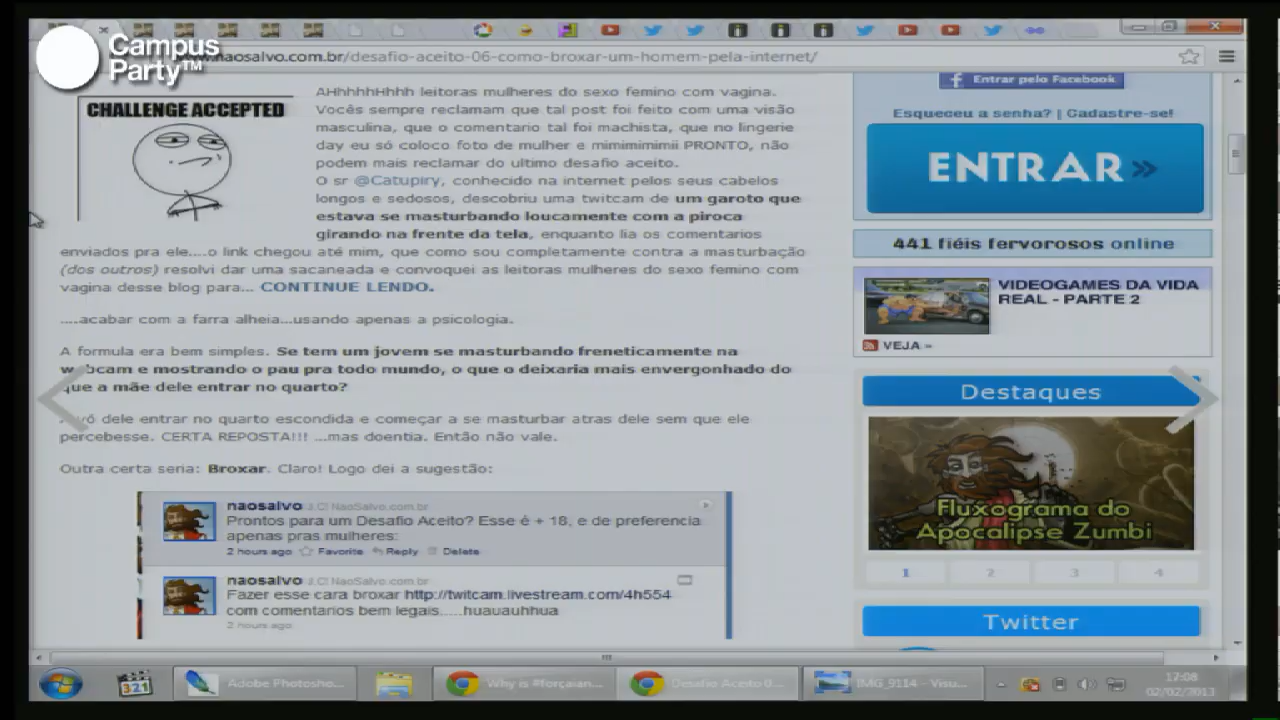 Campus
Party™
naosalvo.com.br/desafio-aceito-06-como-broxar-um-homem-pela-internet/
CHALLENGE ACCEPTED
AHhhhhHhhh leitoras mulheres do sexo femino com vagina.
Vocês sempre reclamam que tal post foi feito com uma visão
masculina, que o comentario tal foi machista, que no lingerie
day eu só coloco foto de mulher e mimimimimii PRONTO, não
podem mais reclamar do ultimo desafio aceito.
O sr @Catupiry, conhecido na internet pelos seus cabelos
longos e sedosos, descobriu uma twitcam de um garoto que
estava se masturbando loucamente com a piroca
girando na frente da tela, enquanto lia os comentarios
enviados pra ele....o link chegou até mim, que como sou completamente contra a masturbação
(dos outros) resolvi dar uma sacaneada e convoquei as leitoras mulheres do sexo femino com
vagina desse blog para... CONTINUE LENDO.
....acabar com a farra alheia...usando apenas a psicologia.
A formula era bem simples. Se tem um jovem se masturbando freneticamente na
webcam e mostrando o pau pra todo mundo, o que o deixaria mais envergonhado do
que a mãe dele entrar no quarto?
dele entrar no quarto escondida e começar a se masturbar atras dele sem que ele
percebesse. CERTA REPOSTA!!! ...mas doentia. Então não vale.
Outra certa seria: Broxar. Claro! Logo dei a sugestão:
naosalvo J.C! NaoSalvo.com.br
Prontos para um Desafio Aceito? Esse é + 18, e de preferencia
apenas pras mulheres:
2 hours ago Favorite Reply Delete
naosalvo J.C! NaoSalvo.com.br
Fazer esse cara broxar http://twitcam.livestream.com/4h554
com comentarios bem legais.....huauauhhua
2 hours ago
Entrar pelo Facebook
Esqueceu a senha? | Cadastre-se!
ENTRAR »
441 fiéis fervorosos online
VIDEOGAMES DA VIDA
REAL - PARTE 2
VEJA »
Destaques
Fluxograma do
Apocalipse Zumbi
1 2 3 4
Twitter
321
Adobe Photosho...
Why is #forçaian...
Desafio Aceito 0...
IMG_9114 - Visu...
17:08
02/02/2013